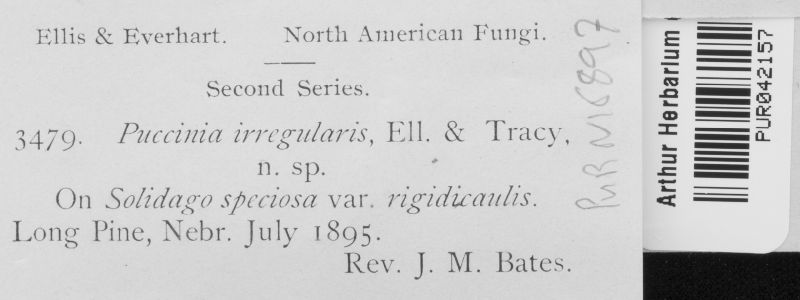 Ellis & Everhart. North American Fungi.
Second Series.
3479. Puccinia irregularis, Ell. & Tracy,
n. sp.
On Solidago speciosa var. rigidicaulis.
Long Pine, Nebr. July 1895.
Rev. J. M. Bates.
PUR N6897
Arthur Herbarium
PUR042157